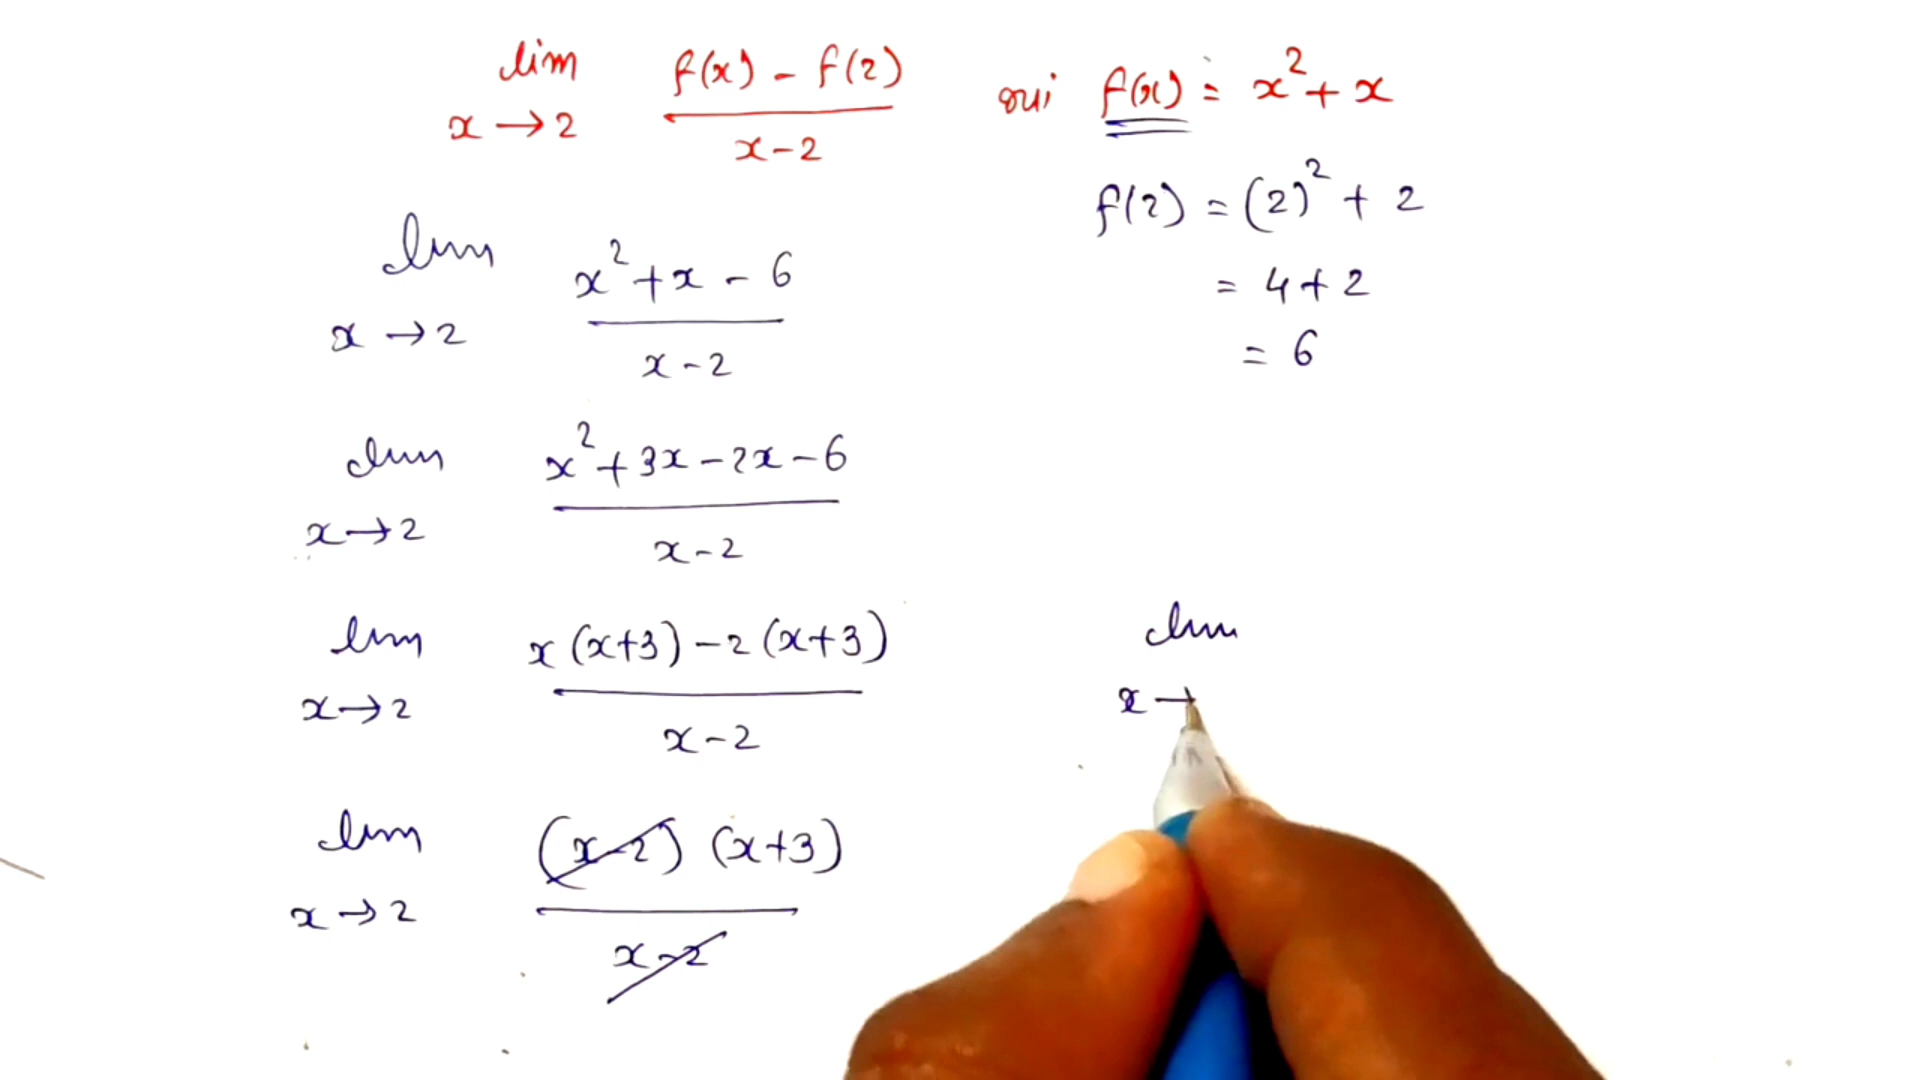 lim f(x) - f(2) oui f(x) = x² + x
x → 2 x - 2
f(2) = (2)² + 2
lim x² + x - 6
x → 2 x - 2
= 4 + 2
= 6
lim x² + 3x - 2x - 6
x → 2 x - 2
lim x (x+3) - 2 (x+3)
x → 2 x - 2
lim
x →
lim (x-2) (x+3)
x → 2 x - 2